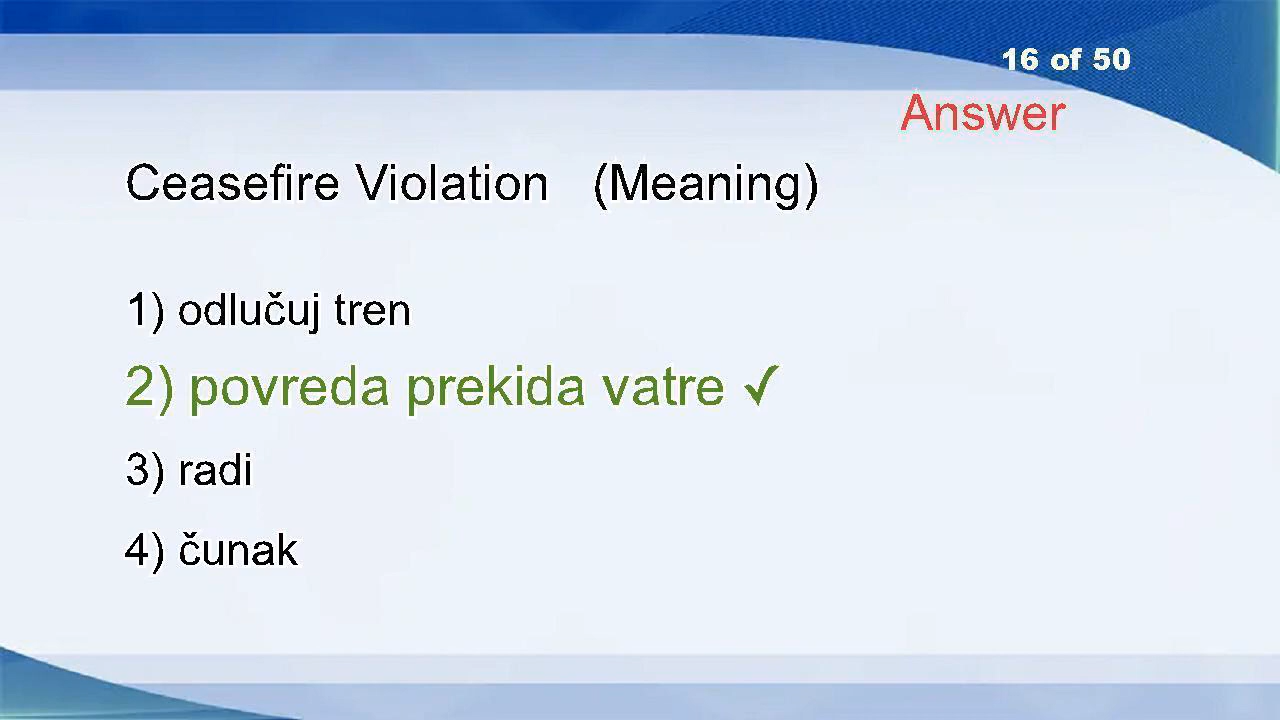 16 of 50
Answer
Ceasefire Violation (Meaning)
1) odlučuj tren
2) povreda prekida vatre ✓
3) radi
4) čunak